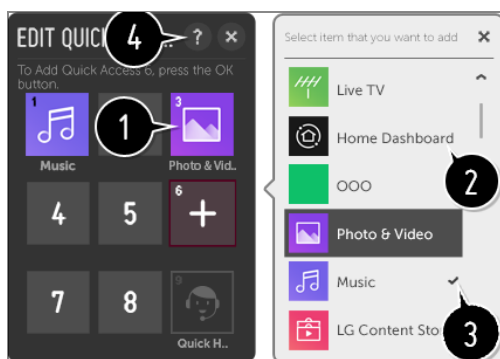 EDIT QUIC
4
..
?
To Add Quick Access 6, press the OK
button.
1
3
1
Music
Photo & Vid..
4
5
6
7
8
9
Quick H..
Select item that you want to add
Live TV
Home Dashboard
2
OOO
Photo & Video
Music
3
LG Content Sto